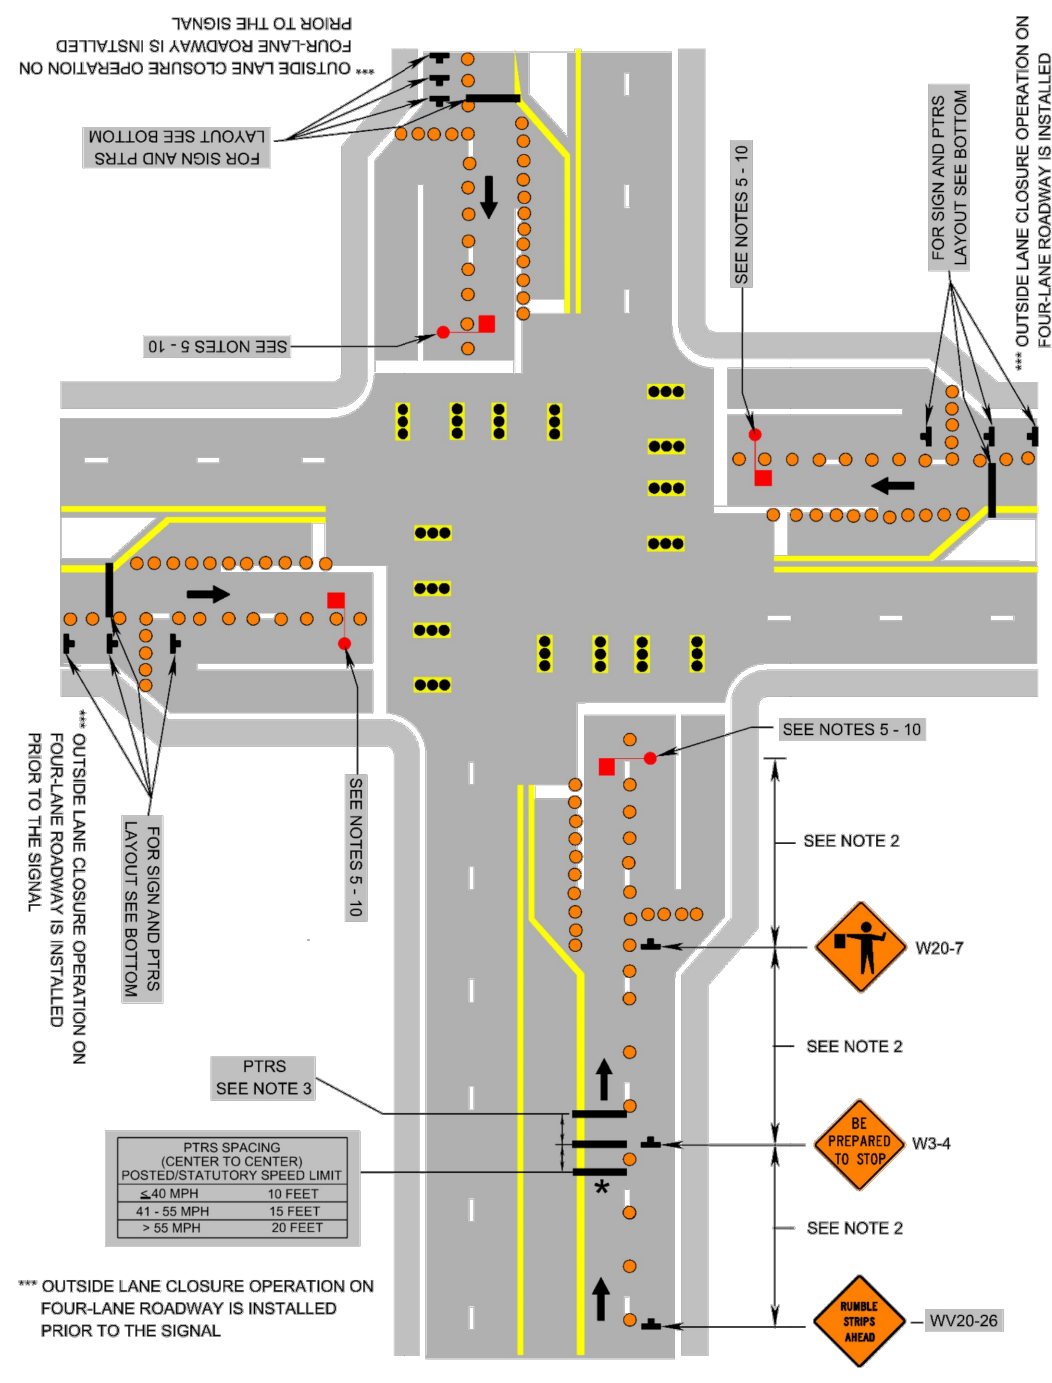 *** OUTSIDE LANE CLOSURE OPERATION ON
FOUR-LANE ROADWAY IS INSTALLED
PRIOR TO THE SIGNAL
FOR SIGN AND PTRS
LAYOUT SEE BOTTOM
SEE NOTES 5 - 10
SEE NOTES 5 - 10
FOR SIGN AND PTRS
LAYOUT SEE BOTTOM
*** OUTSIDE LANE CLOSURE OPERATION ON
FOUR-LANE ROADWAY IS INSTALLED
*** OUTSIDE LANE CLOSURE OPERATION ON
FOUR-LANE ROADWAY IS INSTALLED
PRIOR TO THE SIGNAL
FOR SIGN AND PTRS
LAYOUT SEE BOTTOM
SEE NOTES 5 - 10
SEE NOTES 5 - 10
SEE NOTE 2
W20-7
SEE NOTE 2
BE
PREPARED
TO STOP
W3-4
SEE NOTE 2
RUMBLE
STRIPS
AHEAD
WV20-26
PTRS
SEE NOTE 3
PTRS SPACING
(CENTER TO CENTER)
POSTED/STATUTORY SPEED LIMIT
≤40 MPH 10 FEET
41 - 55 MPH 15 FEET
> 55 MPH 20 FEET
*
*** OUTSIDE LANE CLOSURE OPERATION ON
FOUR-LANE ROADWAY IS INSTALLED
PRIOR TO THE SIGNAL